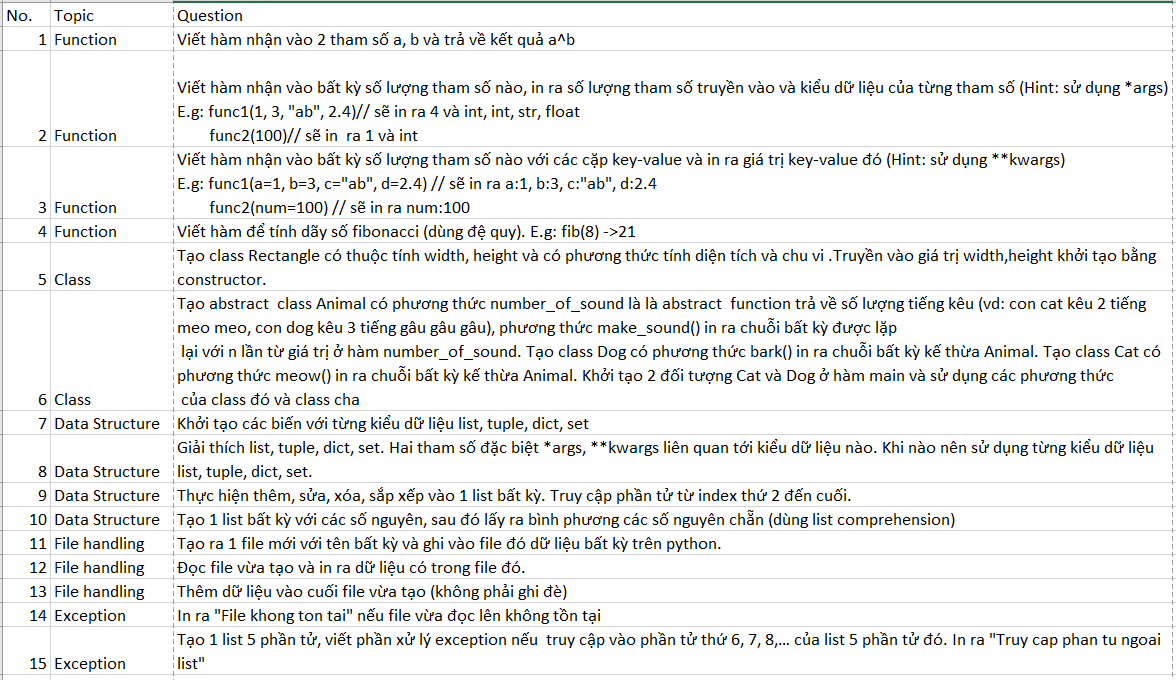 No. Topic Question
1 Function Viết hàm nhận vào 2 tham số a, b và trả về kết quả a^b
Viết hàm nhận vào bất kỳ số lượng tham số nào, in ra số lượng tham số truyền vào và kiểu dữ liệu của từng tham số (Hint: sử dụng *args)
E.g: func1(1, 3, "ab", 2.4)// sẽ in ra 4 và int, int, str, float
2 Function func2(100)// sẽ in  ra 1 và int
Viết hàm nhận vào bất kỳ số lượng tham số nào với các cặp key-value và in ra giá trị key-value đó (Hint: sử dụng **kwargs)
E.g: func1(a=1, b=3, c="ab", d=2.4) // sẽ in ra a:1, b:3, c:"ab", d:2.4
3 Function func2(num=100) // sẽ in ra num:100
4 Function Viết hàm để tính dãy số fibonacci (dùng đệ quy). E.g: fib(8) ->21
Tạo class Rectangle có thuộc tính width, height và có phương thức tính diện tích và chu vi .Truyền vào giá trị width,height khởi tạo bằng
5 Class constructor.
Tạo abstract  class Animal có phương thức number_of_sound là là abstract  function trả về số lượng tiếng kêu (vd: con cat kêu 2 tiếng
meo meo, con dog kêu 3 tiếng gâu gâu gâu), phương thức make_sound() in ra chuỗi bất kỳ được lặp
lại với n lần từ giá trị ở hàm number_of_sound. Tạo class Dog có phương thức bark() in ra chuỗi bất kỳ kế thừa Animal. Tạo class Cat có
phương thức meow() in ra chuỗi bất kỳ kế thừa Animal. Khởi tạo 2 đối tượng Cat và Dog ở hàm main và sử dụng các phương thức
6 Class của class đó và class cha
7 Data Structure Khởi tạo các biến với từng kiểu dữ liệu list, tuple, dict, set
Giải thích list, tuple, dict, set. Hai tham số đặc biệt *args, **kwargs liên quan tới kiểu dữ liệu nào. Khi nào nên sử dụng từng kiểu dữ liệu
8 Data Structure list, tuple, dict, set.
9 Data Structure Thực hiện thêm, sửa, xóa, sắp xếp vào 1 list bất kỳ. Truy cập phần tử từ index thứ 2 đến cuối.
10 Data Structure Tạo 1 list bất kỳ với các số nguyên, sau đó lấy ra bình phương các số nguyên chẵn (dùng list comprehension)
11 File handling Tạo ra 1 file mới với tên bất kỳ và ghi vào file đó dữ liệu bất kỳ trên python.
12 File handling Đọc file vừa tạo và in ra dữ liệu có trong file đó.
13 File handling Thêm dữ liệu vào cuối file vừa tạo (không phải ghi đè)
14 Exception In ra "File khong ton tai" nếu file vừa đọc lên không tồn tại
Tạo 1 list 5 phần tử, viết phần xử lý exception nếu  truy cập vào phần tử thứ 6, 7, 8,... của list 5 phần tử đó. In ra "Truy cap phan tu ngoai
15 Exception list"